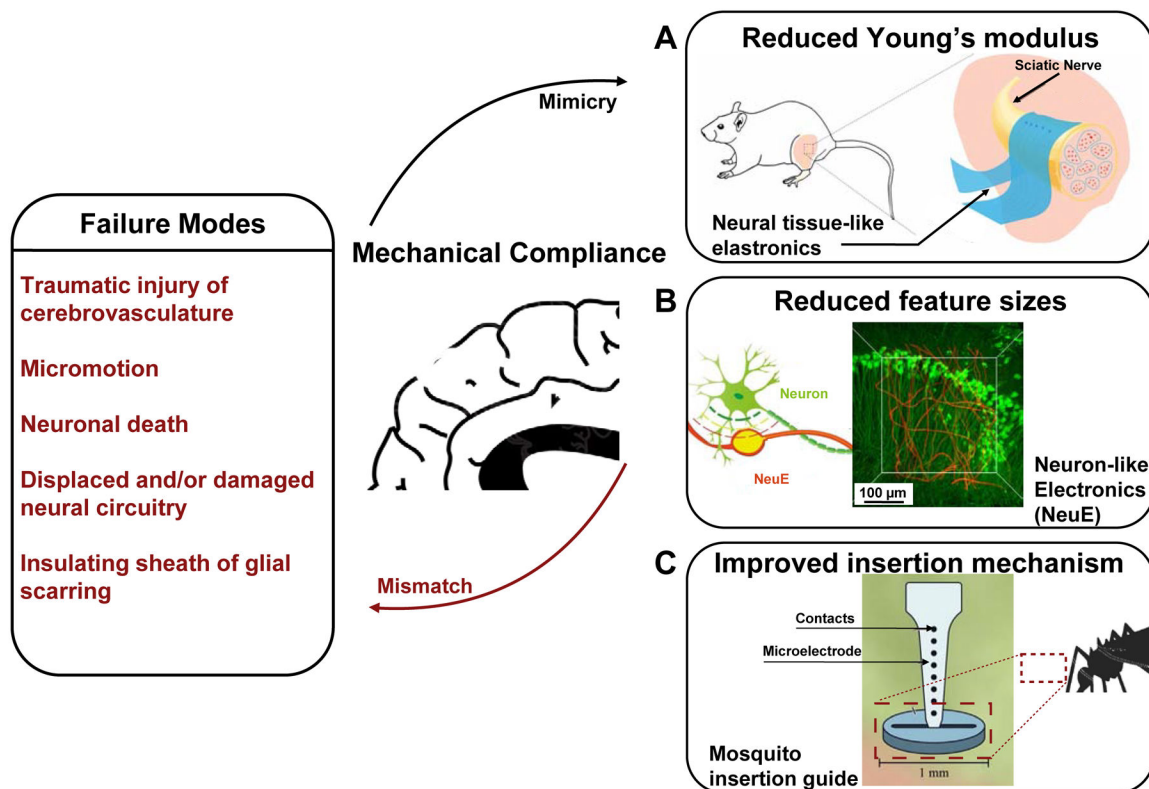 Failure Modes
Traumatic injury of
cerebrovasculature
Micromotion
Neuronal death
Displaced and/or damaged
neural circuitry
Insulating sheath of glial
scarring
Mimicry
Mechanical Compliance
Mismatch
A
Reduced Young's modulus
Sciatic Nerve
Neural tissue-like
elastronics
B
Reduced feature sizes
Neuron
NeuE
100 µm
Neuron-like
Electronics
(NeuE)
C
Improved insertion mechanism
Contacts
Microelectrode
Mosquito
insertion guide
1 mm